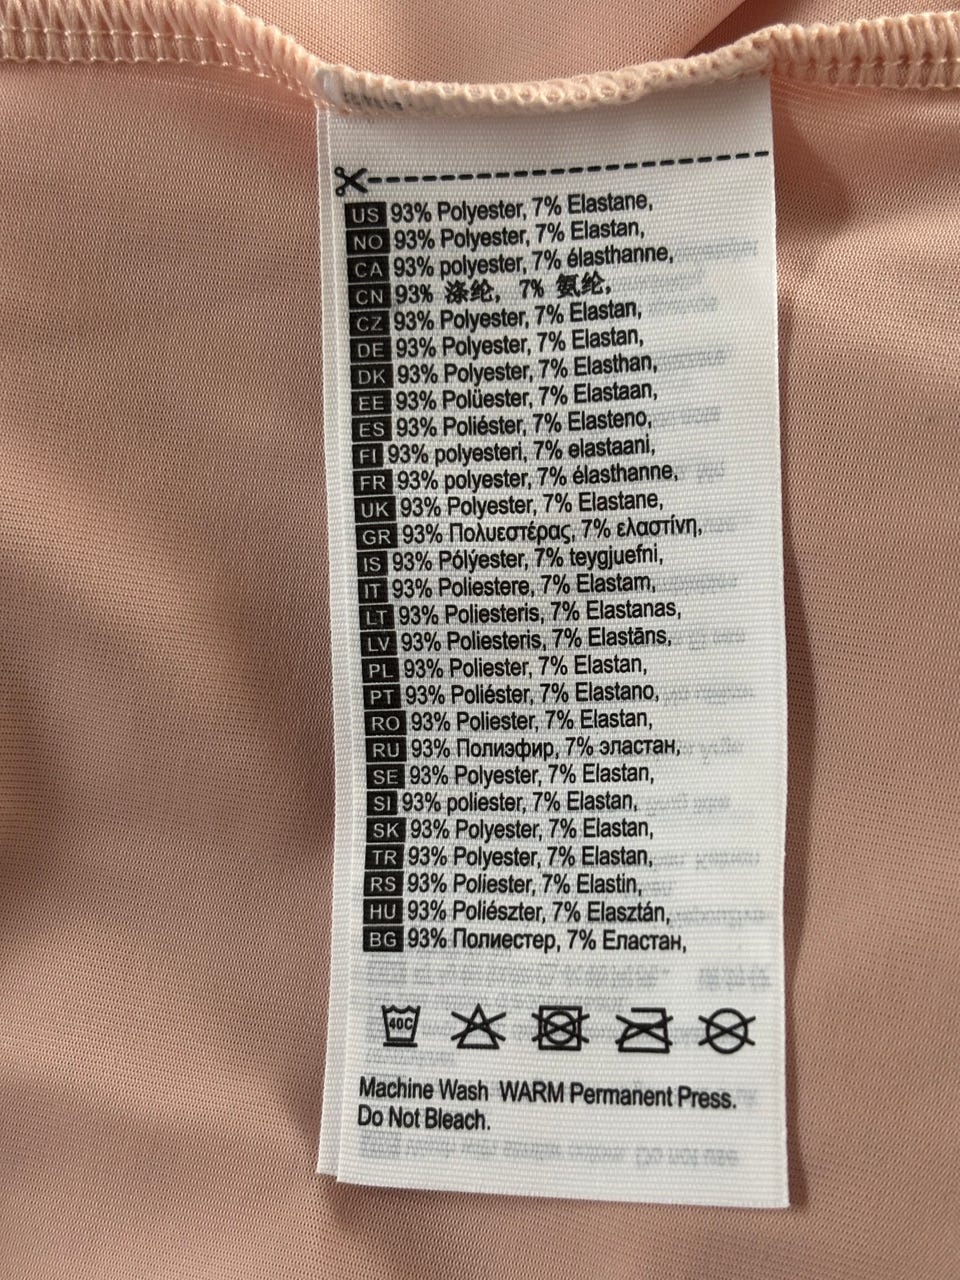 US 93% Polyester, 7% Elastane,
NO 93% Polyester, 7% Elastan,
CA 93% polyester, 7% élasthanne,
CN 93% 涤纶, 7% 氨纶,
CZ 93% Polyester, 7% Elastan,
DE 93% Polyester, 7% Elastan,
DK 93% Polyester, 7% Elasthan,
EE 93% Polüester, 7% Elastaan,
ES 93% Poliéster, 7% Elasteno,
FI 93% polyesteri, 7% elastaani,
FR 93% polyester, 7% élasthanne,
UK 93% Polyester, 7% Elastane,
GR 93% Πολυεστέρας, 7% ελαστίνη,
IS 93% Pólýester, 7% teygjuefni,
IT 93% Poliestere, 7% Elastam,
LT 93% Poliesteris, 7% Elastanas,
LV 93% Poliesteris, 7% Elastāns,
PL 93% Poliester, 7% Elastan,
PT 93% Poliéster, 7% Elastano,
RO 93% Poliester, 7% Elastan,
RU 93% Полиэфир, 7% эластан,
SE 93% Polyester, 7% Elastan,
SI 93% poliester, 7% Elastan,
SK 93% Polyester, 7% Elastan,
TR 93% Polyester, 7% Elastan,
RS 93% Poliester, 7% Elastin,
HU 93% Poliészter, 7% Elasztán,
BG 93% Полиестер, 7% Еластан,
40C
Machine Wash WARM Permanent Press.
Do Not Bleach.